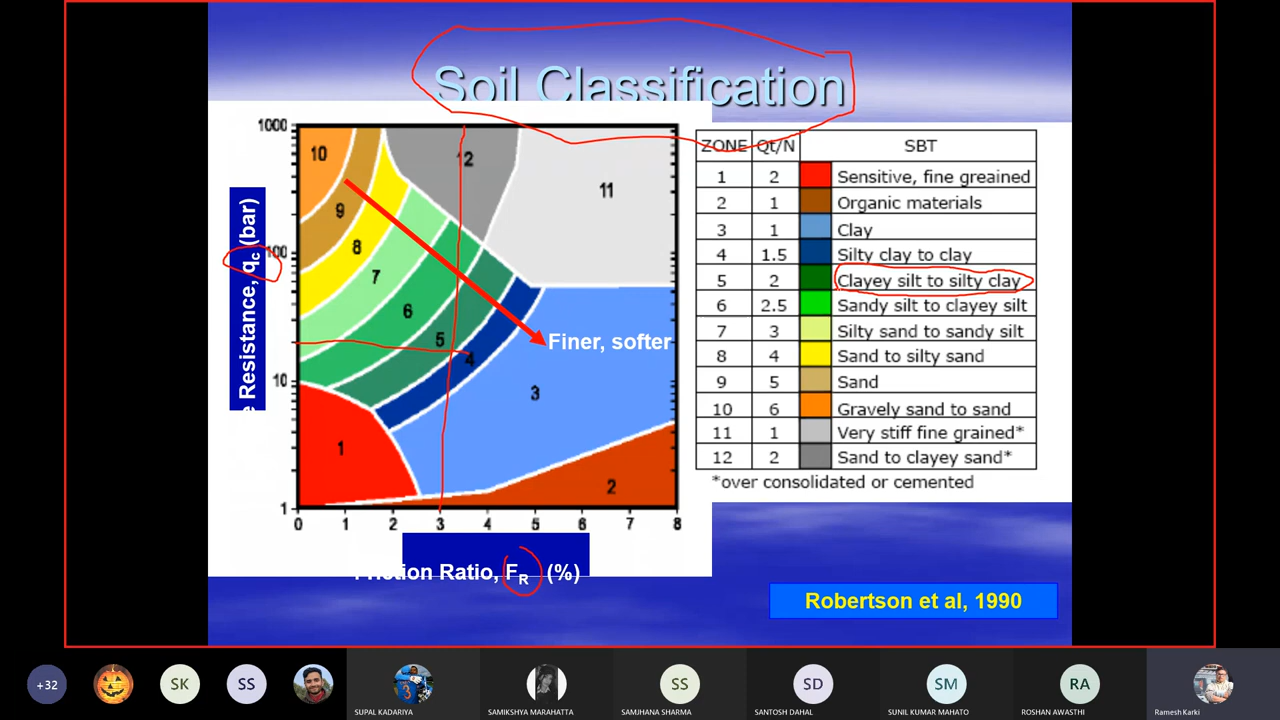 Soil Classification
1000
100
10
1
Resistance, qc (bar)
10
9
8
7
6
5
4
12
11
3
1
2
Finer, softer
0 1 2 3 4 5 6 7 8
Friction Ratio, FR (%)
ZONE Qt/N SBT
1 2 Sensitive, fine greained
2 1 Organic materials
3 1 Clay
4 1.5 Silty clay to clay
5 2 Clayey silt to silty clay
6 2.5 Sandy silt to clayey silt
7 3 Silty sand to sandy silt
8 4 Sand to silty sand
9 5 Sand
10 6 Gravely sand to sand
11 1 Very stiff fine grained*
12 2 Sand to clayey sand*
*over consolidated or cemented
Robertson et al, 1990
+32
SK
SS
3
SUPAL KADARIYA
SAMIKSHYA MARAHATTA
SS
SAMJHANA SHARMA
SD
SANTOSH DAHAL
SM
SUNIL KUMAR MAHATO
RA
ROSHAN AWASTHI
Ramesh Karki